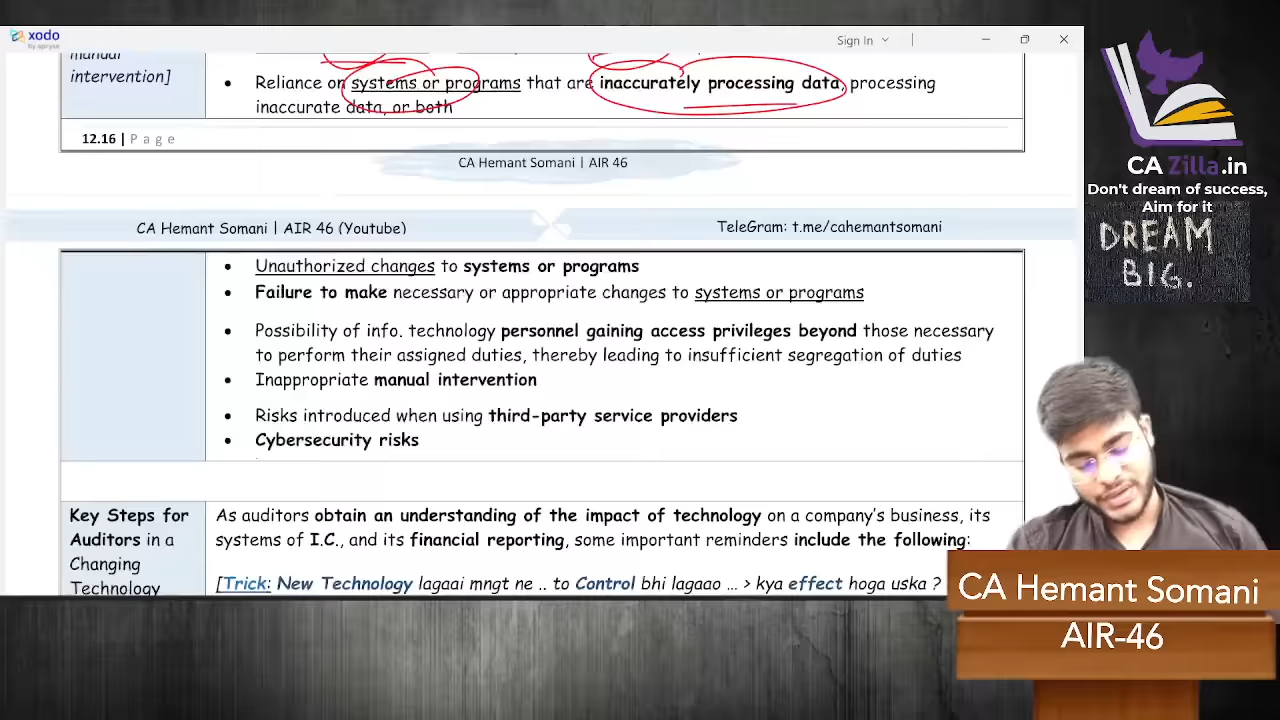 xodo
by apryse
Sign In
manual
intervention]
• Reliance on systems or programs that are inaccurately processing data, processing
inaccurate data, or both
12.16 | Page
CA Hemant Somani | AIR 46
CA Hemant Somani | AIR 46 (Youtube)
TeleGram: t.me/cahemantsomani
• Unauthorized changes to systems or programs
• Failure to make necessary or appropriate changes to systems or programs
• Possibility of info. technology personnel gaining access privileges beyond those necessary
to perform their assigned duties, thereby leading to insufficient segregation of duties
• Inappropriate manual intervention
• Risks introduced when using third-party service providers
• Cybersecurity risks
Key Steps for
Auditors in a
Changing
Technology
As auditors obtain an understanding of the impact of technology on a company's business, its
systems of I.C., and its financial reporting, some important reminders include the following:
[Trick: New Technology lagaai mngt ne .. to Control bhi lagaao ... > kya effect hoga uska ?
CA Zilla.in
Don't dream of success,
Aim for it
DREAM
BIG.
CA Hemant Somani
AIR-46